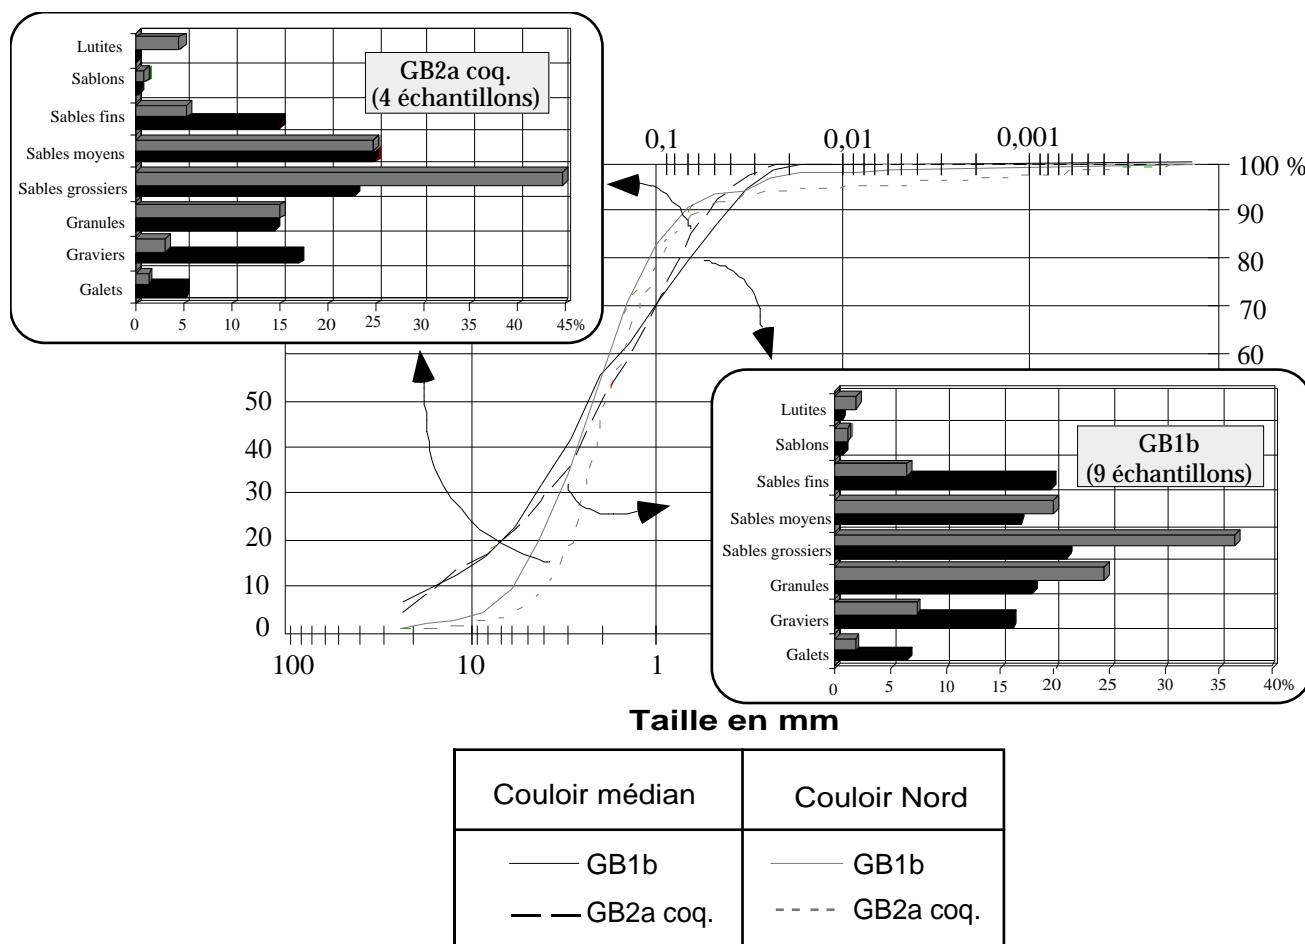 Lutites
Sablons
Sables fins
Sables moyens
Sables grossiers
Granules
Graviers
Galets
0 5 10 15 20 25 30 35 40 45%
GB2a coq.
(4 échantillons)
0,1 0,01 0,001
100 %
90
80
70
60
50
40
30
20
10
0
100 10 1
Lutites
Sablons
Sables fins
Sables moyens
Sables grossiers
Granules
Graviers
Galets
0 5 10 15 20 25 30 35 40%
GB1b
(9 échantillons)
Taille en mm
Couloir médian Couloir Nord
GB1b GB1b
GB2a coq. GB2a coq.